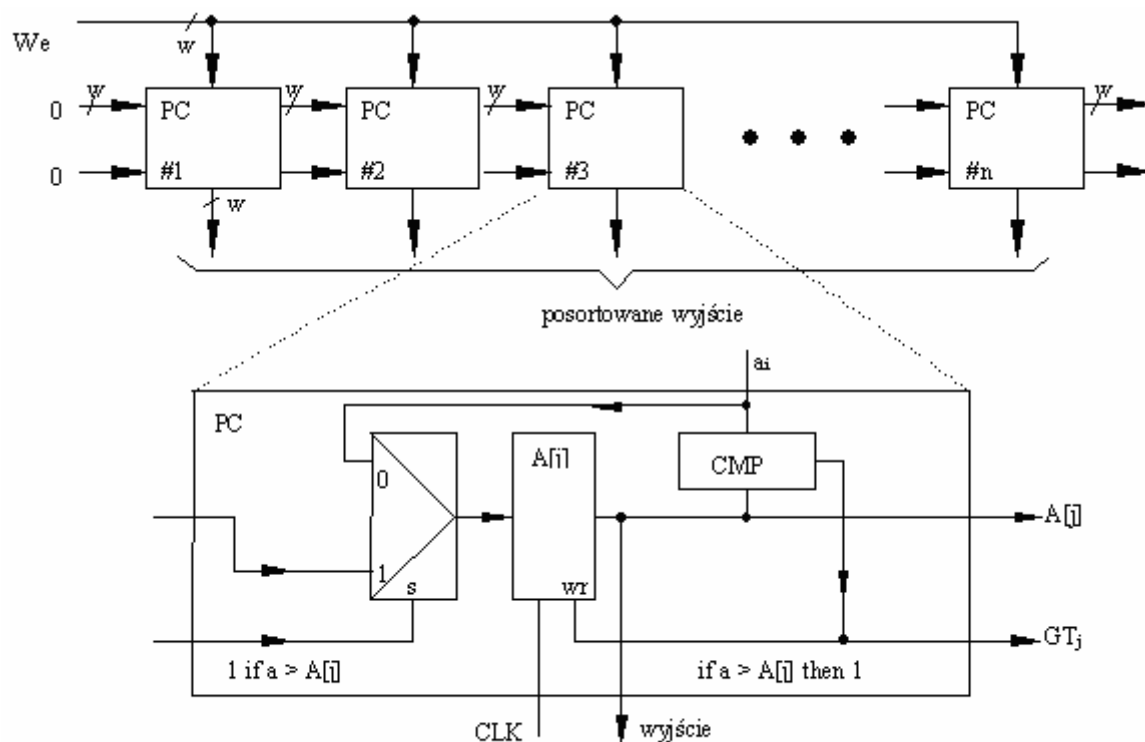 We
w
0 w w w w
PC PC PC PC
0 #1 #2 #3 #n
w
posortowane wyjście
ai
PC
A[j]
CMP
0
A[j]
1
s wr
GTj
1 if a > A[j] if a > A[j] then 1
CLK wyjście